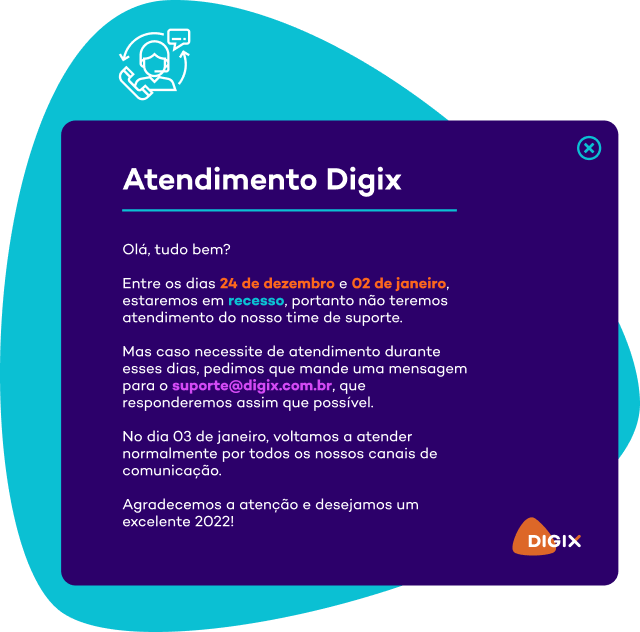 Atendimento Digix
Olá, tudo bem?
Entre os dias 24 de dezembro e 02 de janeiro,
estaremos em recesso, portanto não teremos
atendimento do nosso time de suporte.
Mas caso necessite de atendimento durante
esses dias, pedimos que mande uma mensagem
para o suporte@digix.com.br, que
responderemos assim que possível.
No dia 03 de janeiro, voltamos a atender
normalmente por todos os nossos canais de
comunicação.
Agradecemos a atenção e desejamos um
excelente 2022!
DIGIX